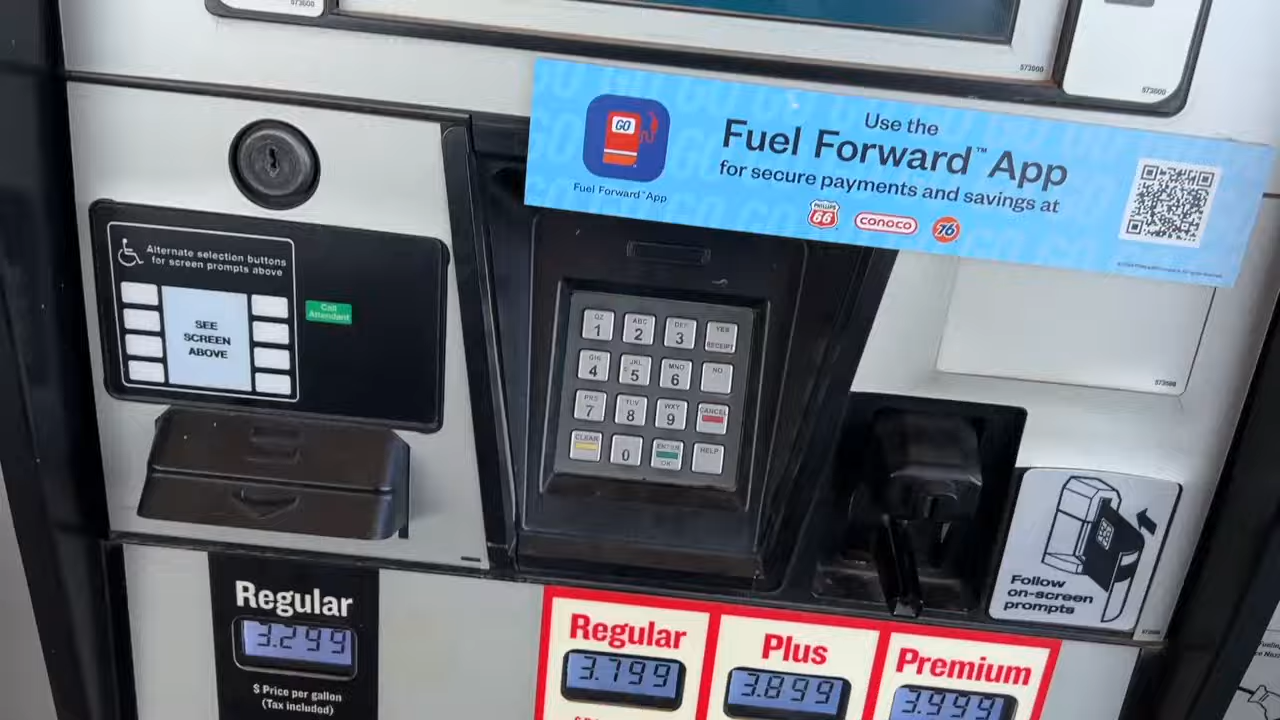 573000
573000
573000
GO
Fuel Forward™ App
Use the
Fuel Forward™ App
for secure payments and savings at
PHILLIPS
66
conoco
76
Alternate selection buttons
for screen prompts above
SEE
SCREEN
ABOVE
Call
Attendant
QZ
1
ABC
2
DEF
3
YES
RECEIPT
GHI
4
JKL
5
MNO
6
NO
PRS
7
TUV
8
WXY
9
CANCEL
CLEAR
0
ENTER
OK
HELP
573000
Follow
on-screen
prompts
Regular
3.299
$ Price per gallon
(Tax included)
Regular
3.799
Plus
3.899
Premium
3.999